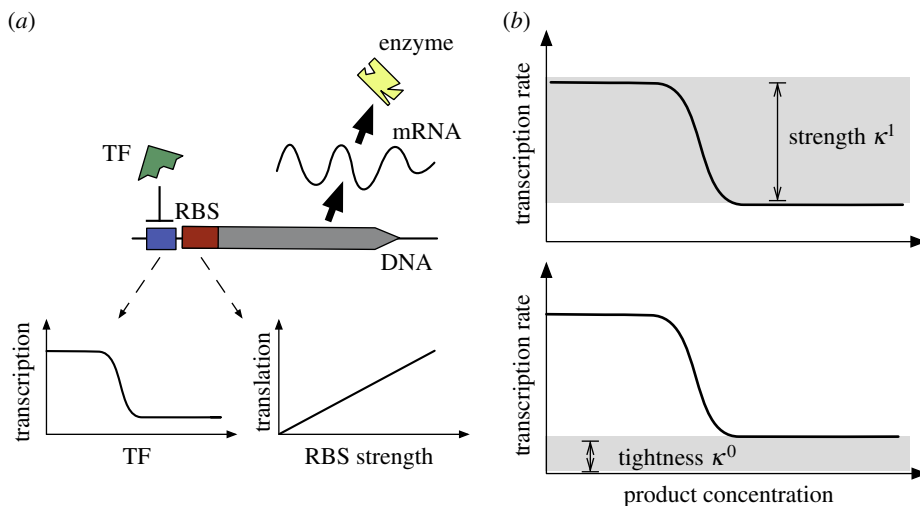 (a)
enzyme
mRNA
TF
RBS
DNA
transcription
TF
translation
RBS strength
(b)
transcription rate
strength κ¹
transcription rate
tightness κ⁰
product concentration